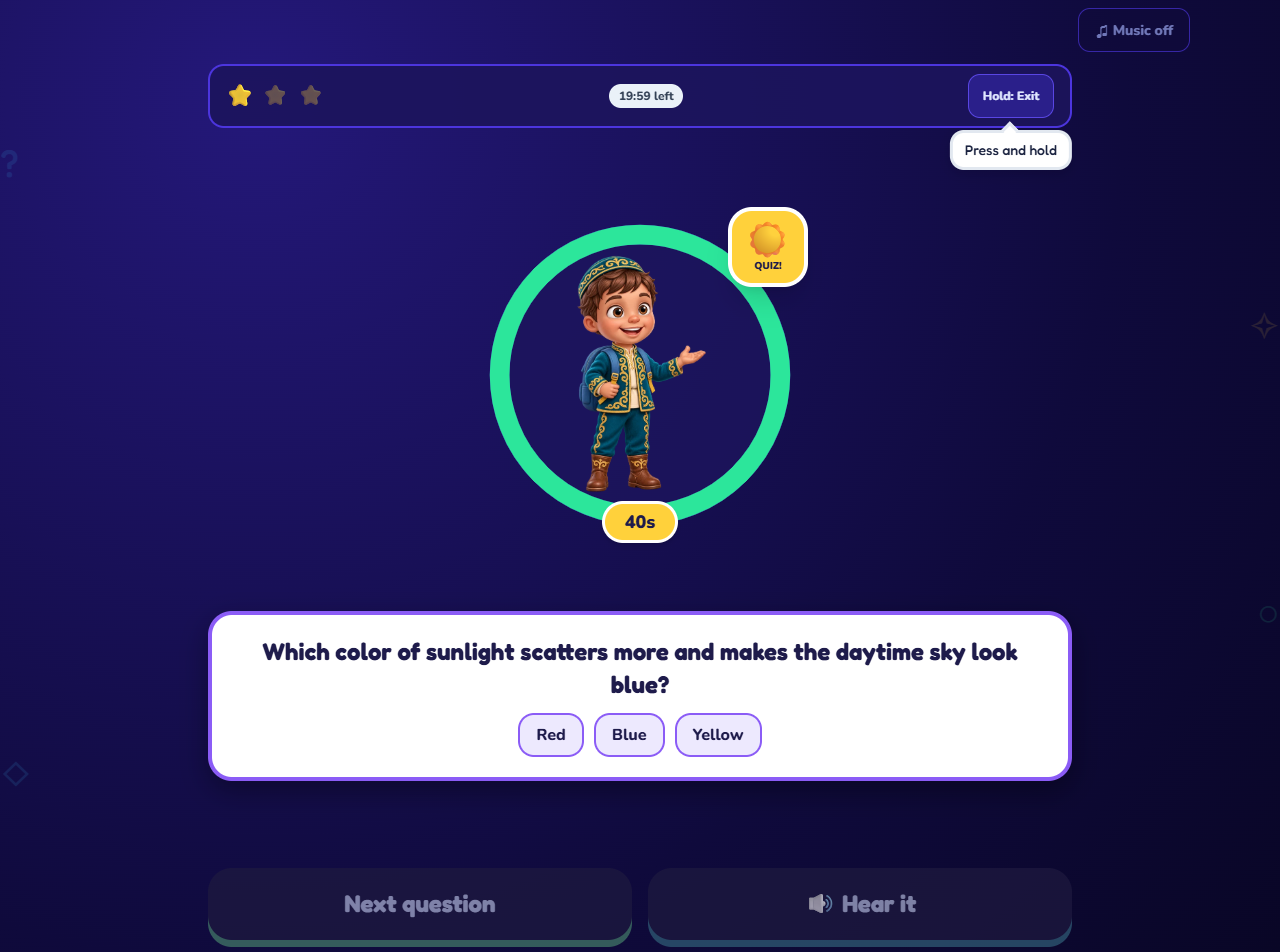 ♫ Music off
19:59 left
Hold: Exit
Press and hold
?
QUIZ!
40s
Which color of sunlight scatters more and makes the daytime sky look
blue?
Red
Blue
Yellow
Next question
Hear it